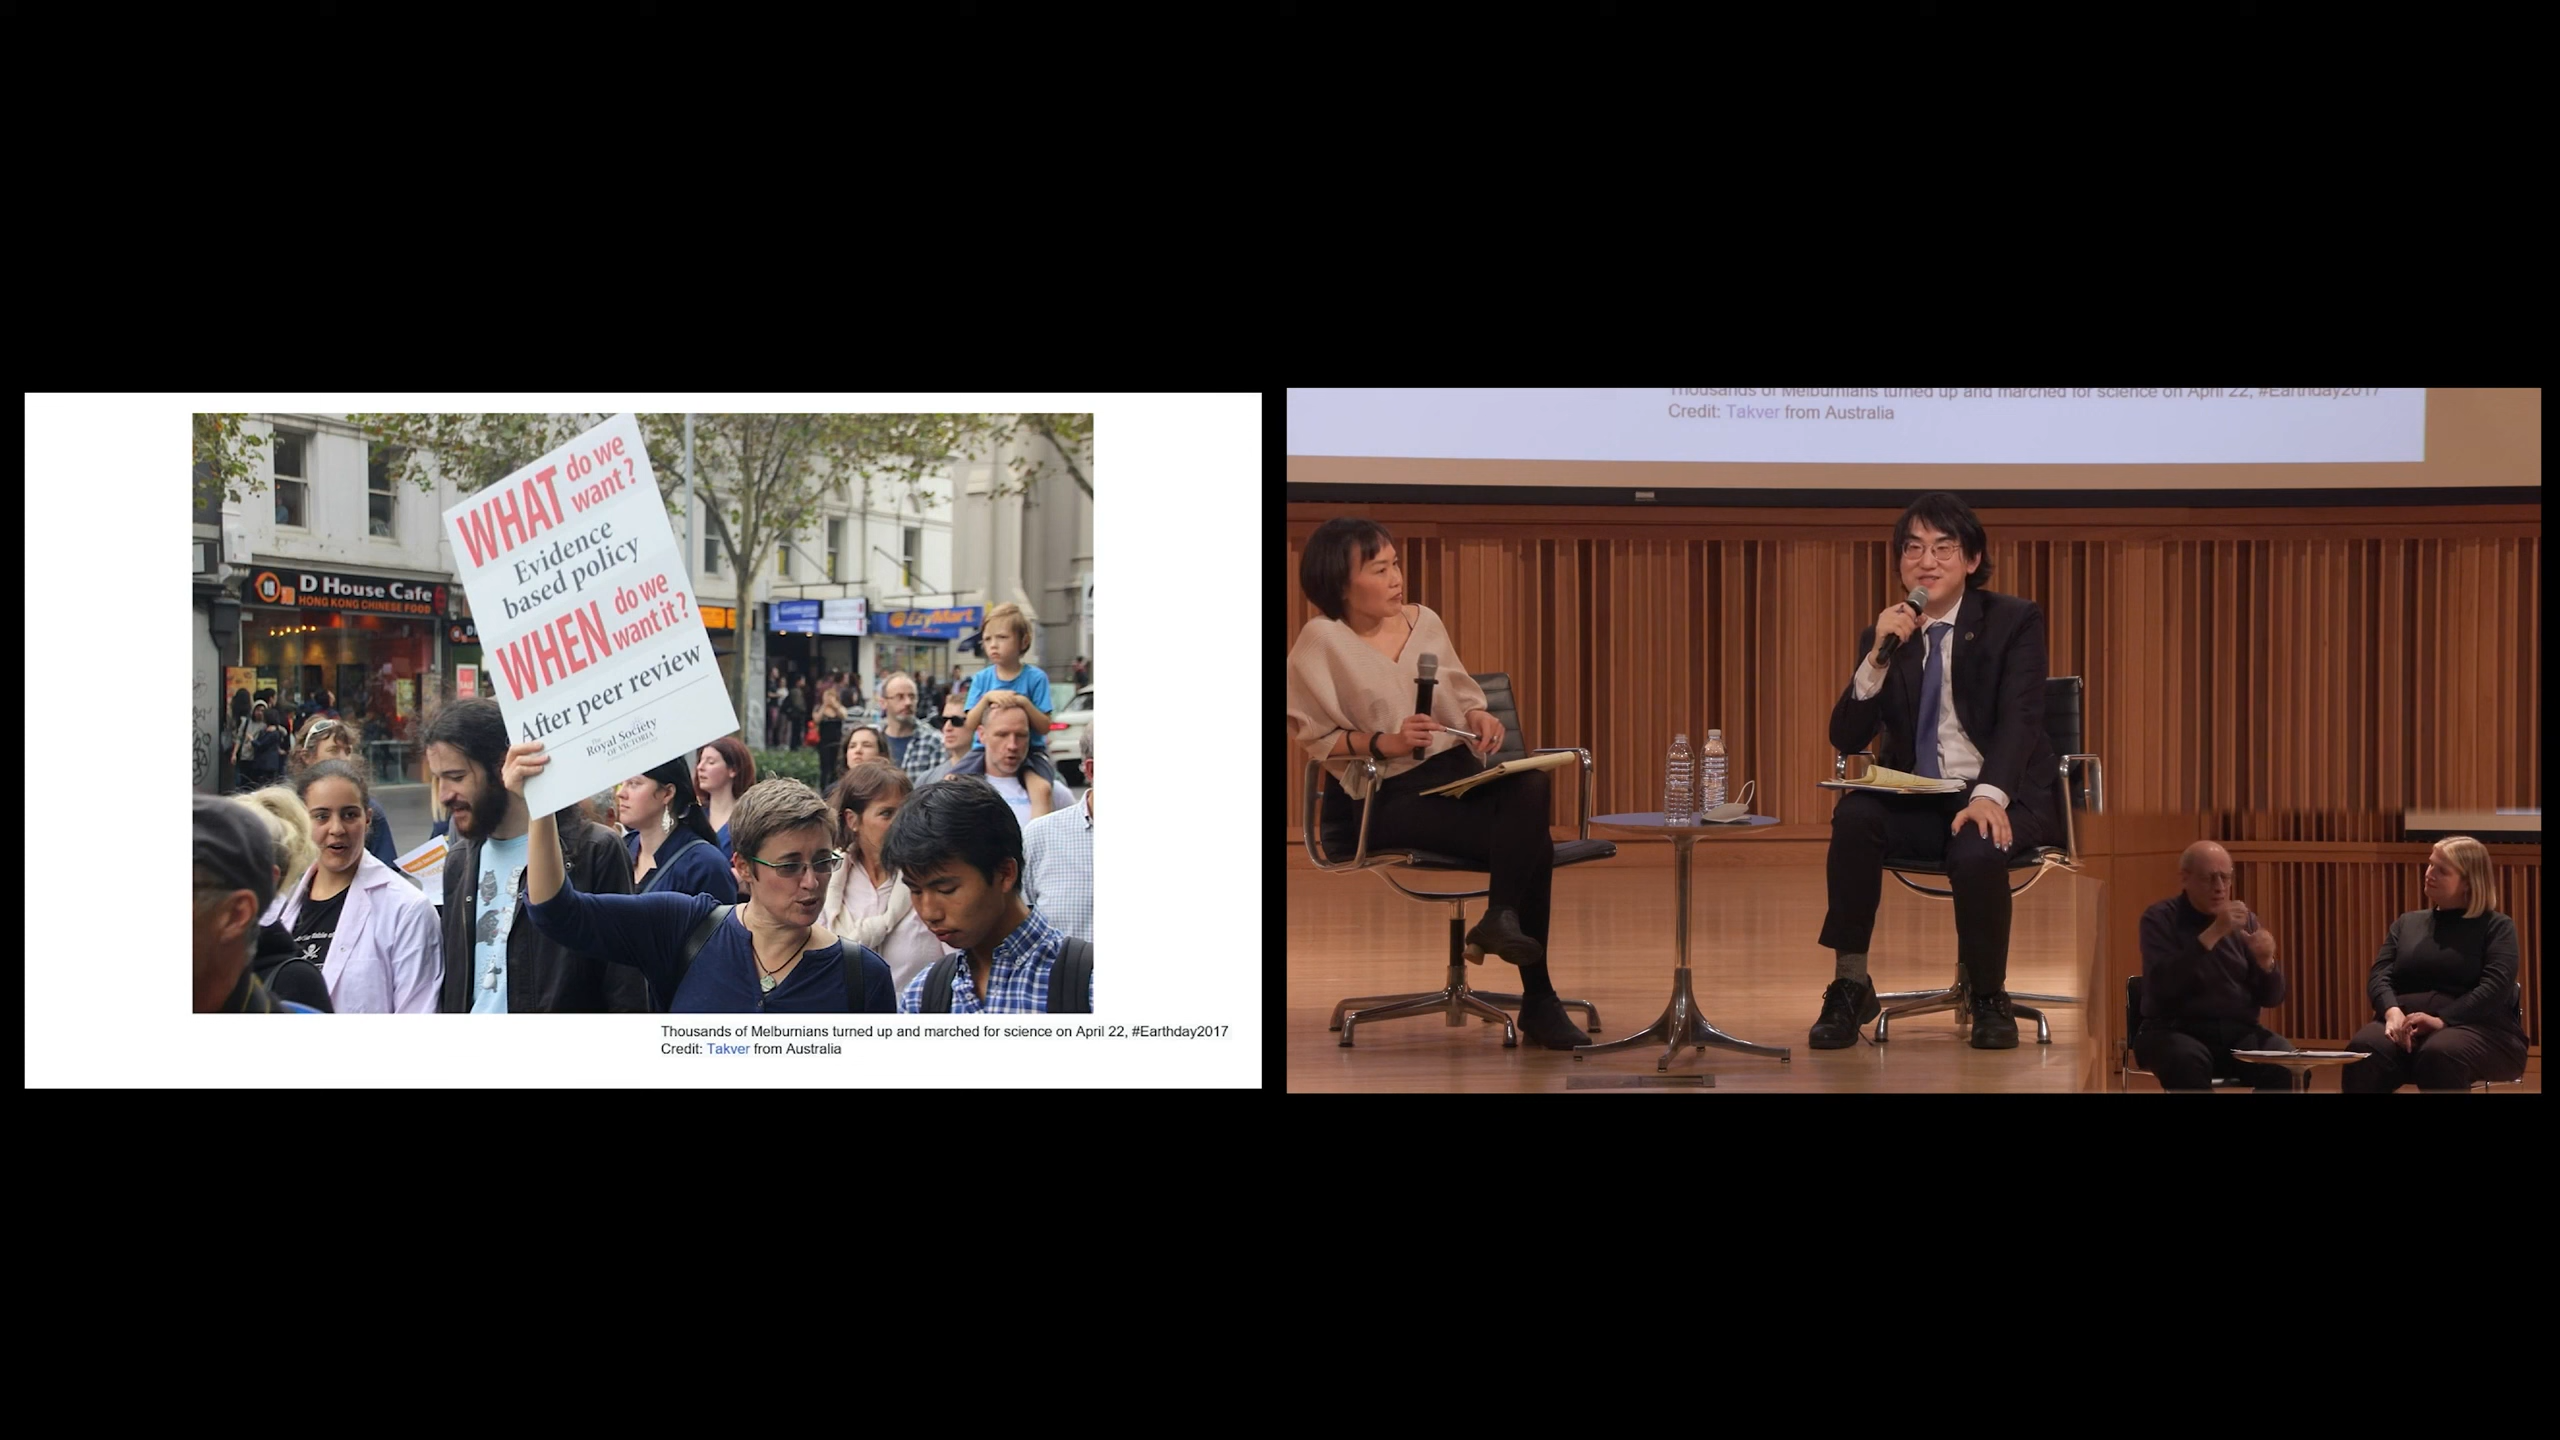 WHAT do we want?
Evidence
based policy
WHEN do we want it?
After peer review
The
Royal Society
OF VICTORIA
D House Cafe
HONG KONG CHINESE FOOD
EzyMart
Thousands of Melburnians turned up and marched for science on April 22, #Earthday2017
Credit: Takver from Australia
Thousands of Melburnians turned up and marched for science on April 22, #Earthday2017
Credit: Takver from Australia